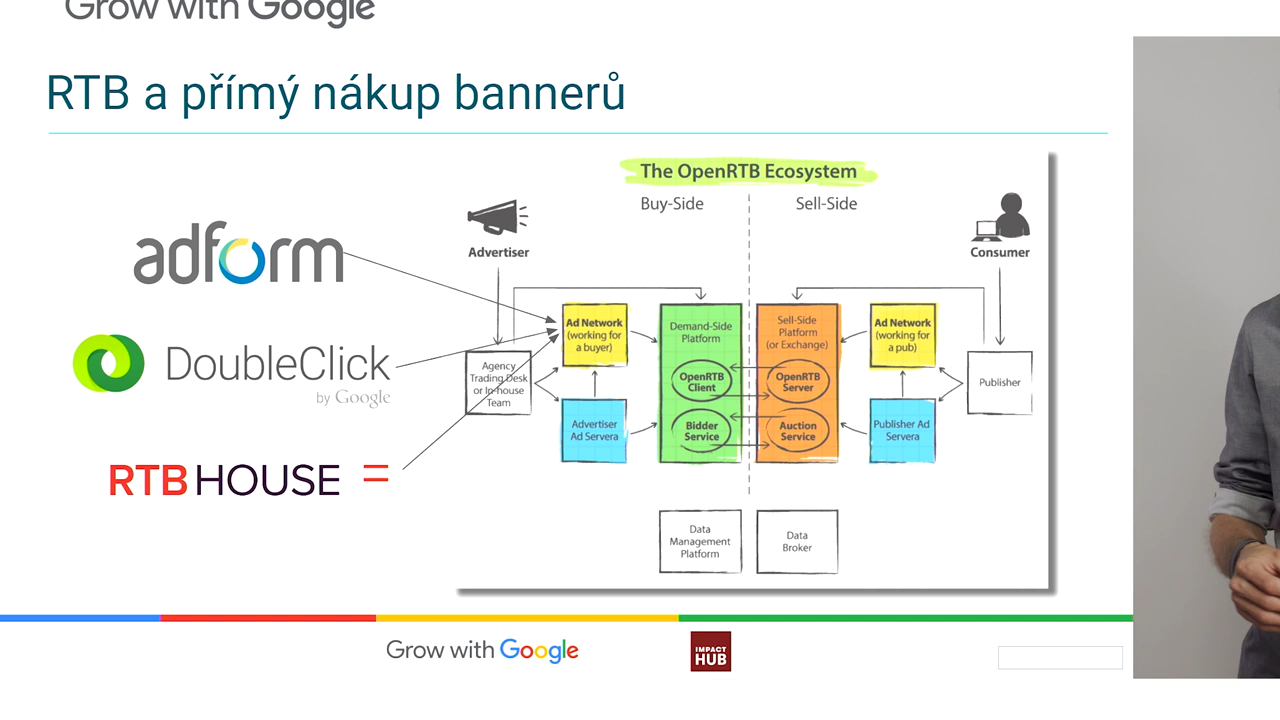 Grow with Google
RTB a přímý nákup bannerů
The OpenRTB Ecosystem
Buy-Side
Sell-Side
Advertiser
Consumer
adform
DoubleClick
by Google
RTB HOUSE =
Ad Network
(working for
a buyer)
Demand-Side
Platform
Sell-Side
Platform
(or Exchange)
Ad Network
(working for
a pub)
Agency
Trading Desk
or In-house
Team
OpenRTB
Client
OpenRTB
Server
Publisher
Advertiser
Ad Servera
Bidder
Service
Auction
Service
Publisher Ad
Servera
Data
Management
Platform
Data
Broker
Grow with Google
IMPACT
HUB